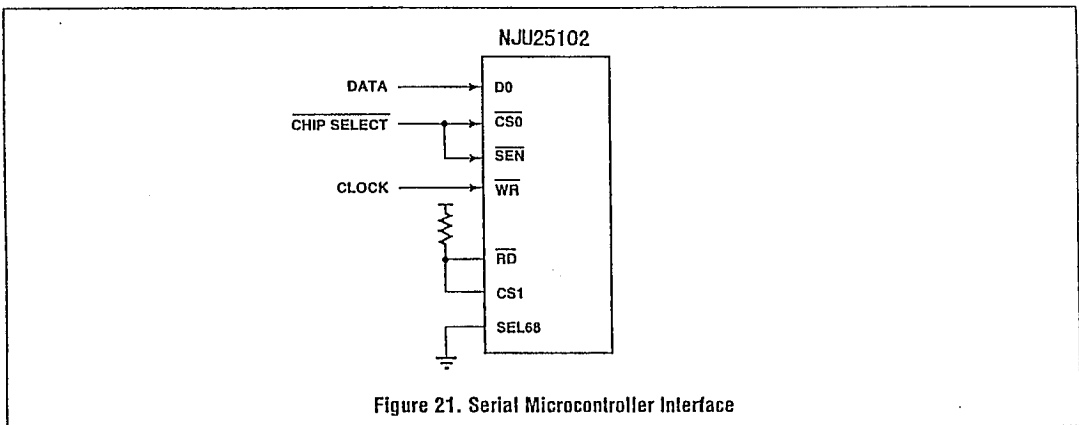 NJU25102
DATA
D0
CHIP SELECT
CS0
SEN
CLOCK
WR
RD
CS1
SEL68
Figure 21. Serial Microcontroller Interface